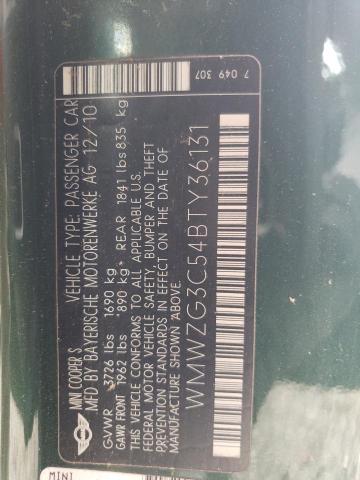 MINI COOPER S
VEHICLE TYPE: PASSENGER CAR
MFD BY BAYERISCHE MOTORENWERKE AG 12/10
GVWR 3726 lbs 1690 kg
GAWR FRONT 1962 lbs 890 kg REAR 1841 lbs 835 kg
THIS VEHICLE CONFORMS TO ALL APPLICABLE U.S.
FEDERAL MOTOR VEHICLE SAFETY, BUMPER AND THEFT
PREVENTION STANDARDS IN EFFECT ON THE DATE OF
MANUFACTURE SHOWN ABOVE.
WMWZG3C54BTY36131
7 049 307
MINI